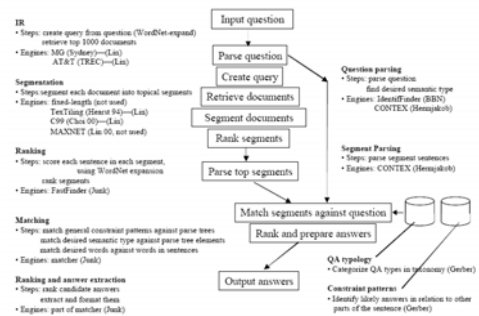 IR
• Steps: create query from question (WordNet-expand)
retrieve top 1000 documents
• Engines: MG (Sydney)—(Lin)
AT&T (TREC)—(Lin)
Segmentation
• Steps:segment each document into topical segments
• Engines: fixed-length (not used)
TexTiling (Hearst 94)—(Lin)
C99 (Choi 00)—(Lin)
MAXNET (Lin 00, not used)
Ranking
• Steps: score each sentence in each segment,
using WordNet expansion
rank segments
• Engines: FastFinder (Junk)
Matching
• Steps: match general constraint patterns against parse trees
match desired semantic type against parse tree elements
match desired words against words in sentences
• Engines: matcher (Junk)
Ranking and answer extraction
• Steps: rank candidate answers
extract and format them
• Engines: part of matcher (Junk)
Input question
Parse question
Create query
Retrieve documents
Segment documents
Rank segments
Parse top segments
Match segments against question
Rank and prepare answers
Output answers
Question parsing
• Steps: parse question
find desired semantic type
• Engines: IdentiFinder (BBN)
CONTEX (Hermjakob)
Segment Parsing
• Steps: parse segment sentences
• Engines: CONTEX (Hermjakob)
QA typology
• Categorize QA types in taxonomy (Gerber)
Constraint patterns
• Identify likely answers in relation to other
parts of the sentence (Gerber)